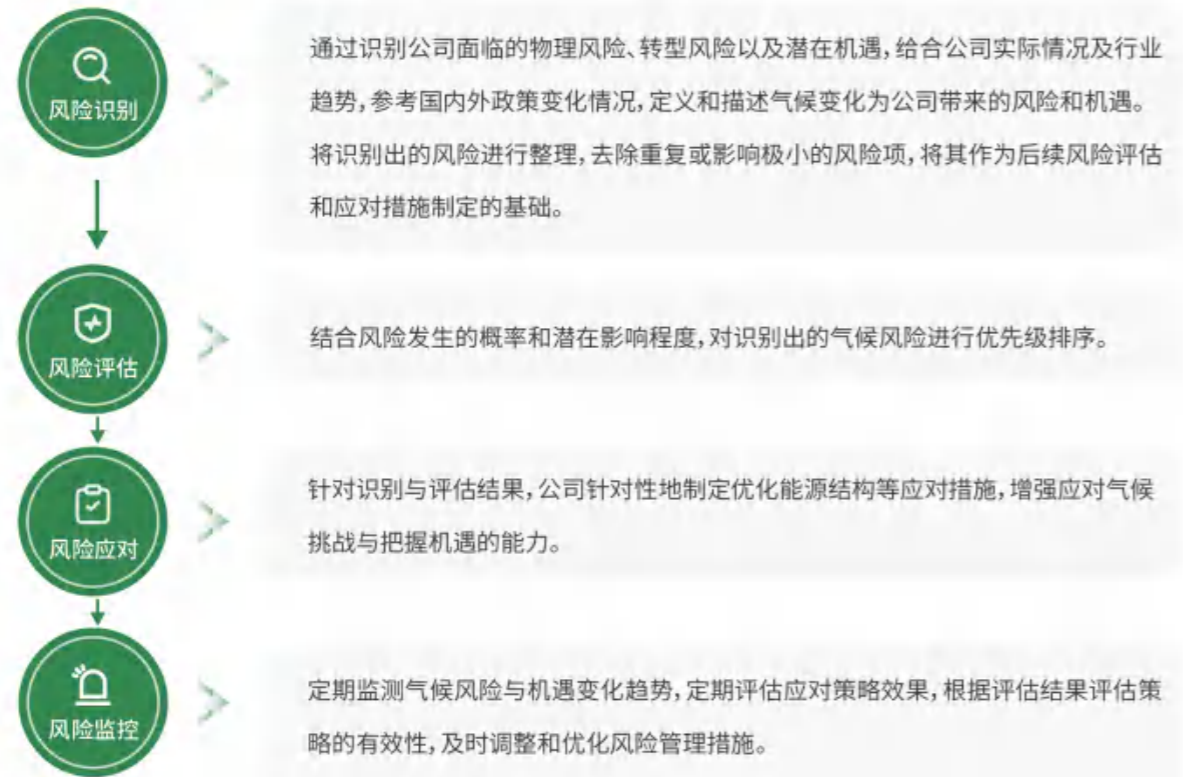 风险识别
通过识别公司面临的物理风险、转型风险以及潜在机遇,给合公司实际情况及行业
趋势,参考国内外政策变化情况,定义和描述气候变化为公司带来的风险和机遇。
将识别出的风险进行整理,去除重复或影响极小的风险项,将其作为后续风险评估
和应对措施制定的基础。
风险评估
结合风险发生的概率和潜在影响程度,对识别出的气候风险进行优先级排序。
风险应对
针对识别与评估结果,公司针对性地制定优化能源结构等应对措施,增强应对气候
挑战与把握机遇的能力。
风险监控
定期监测气候风险与机遇变化趋势,定期评估应对策略效果,根据评估结果评估策
略的有效性,及时调整和优化风险管理措施。